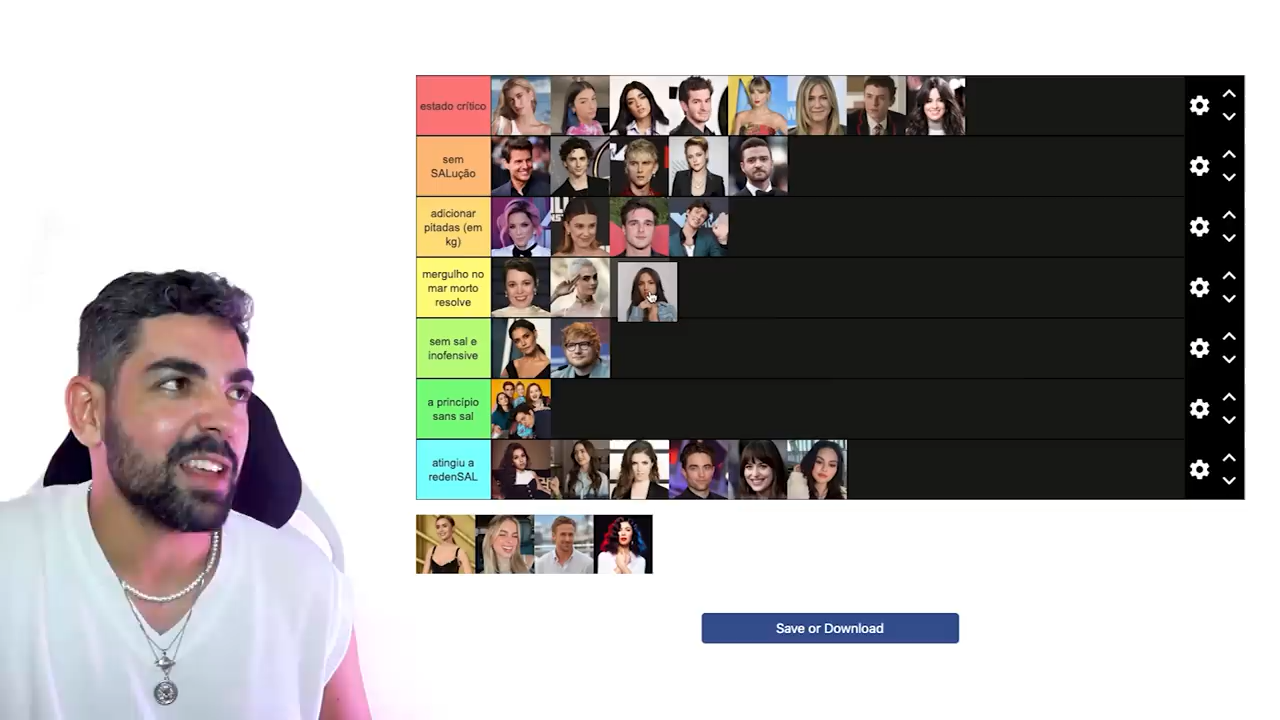 estado crítico
sem
SALução
adicionar
pitadas (em
kg)
mergulho no
mar morto
resolve
sem sal e
inofensive
a princípio
sans sal
atingiu a
redenSAL
Save or Download